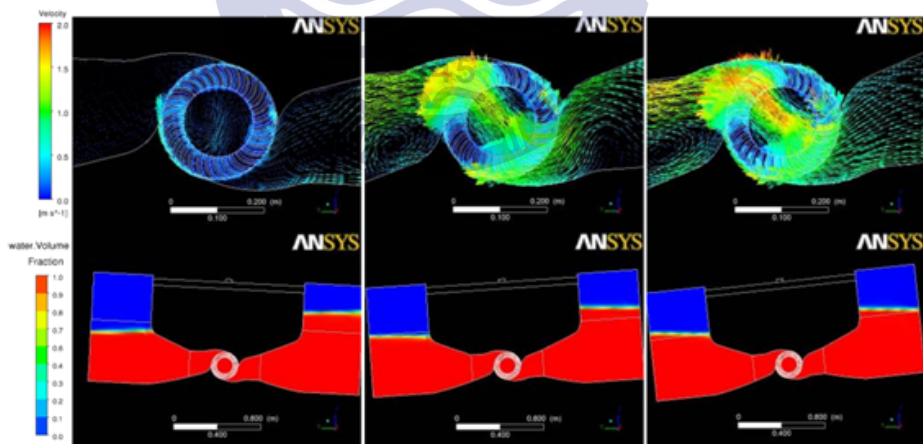 Velocity
2.0
1.5
1.0
0.5
0.0
[m s^-1]
ANSYS
0 0.200 (m)
0.100
ANSYS
0 0.200 (m)
0.100
ANSYS
0 0.200 (m)
0.100
water.Volume
Fraction
1.0
0.9
0.8
0.7
0.6
0.5
0.4
0.3
0.2
0.1
0.0
ANSYS
0 0.800 (m)
0.400
ANSYS
0 0.800 (m)
0.400
ANSYS
0 0.800 (m)
0.400